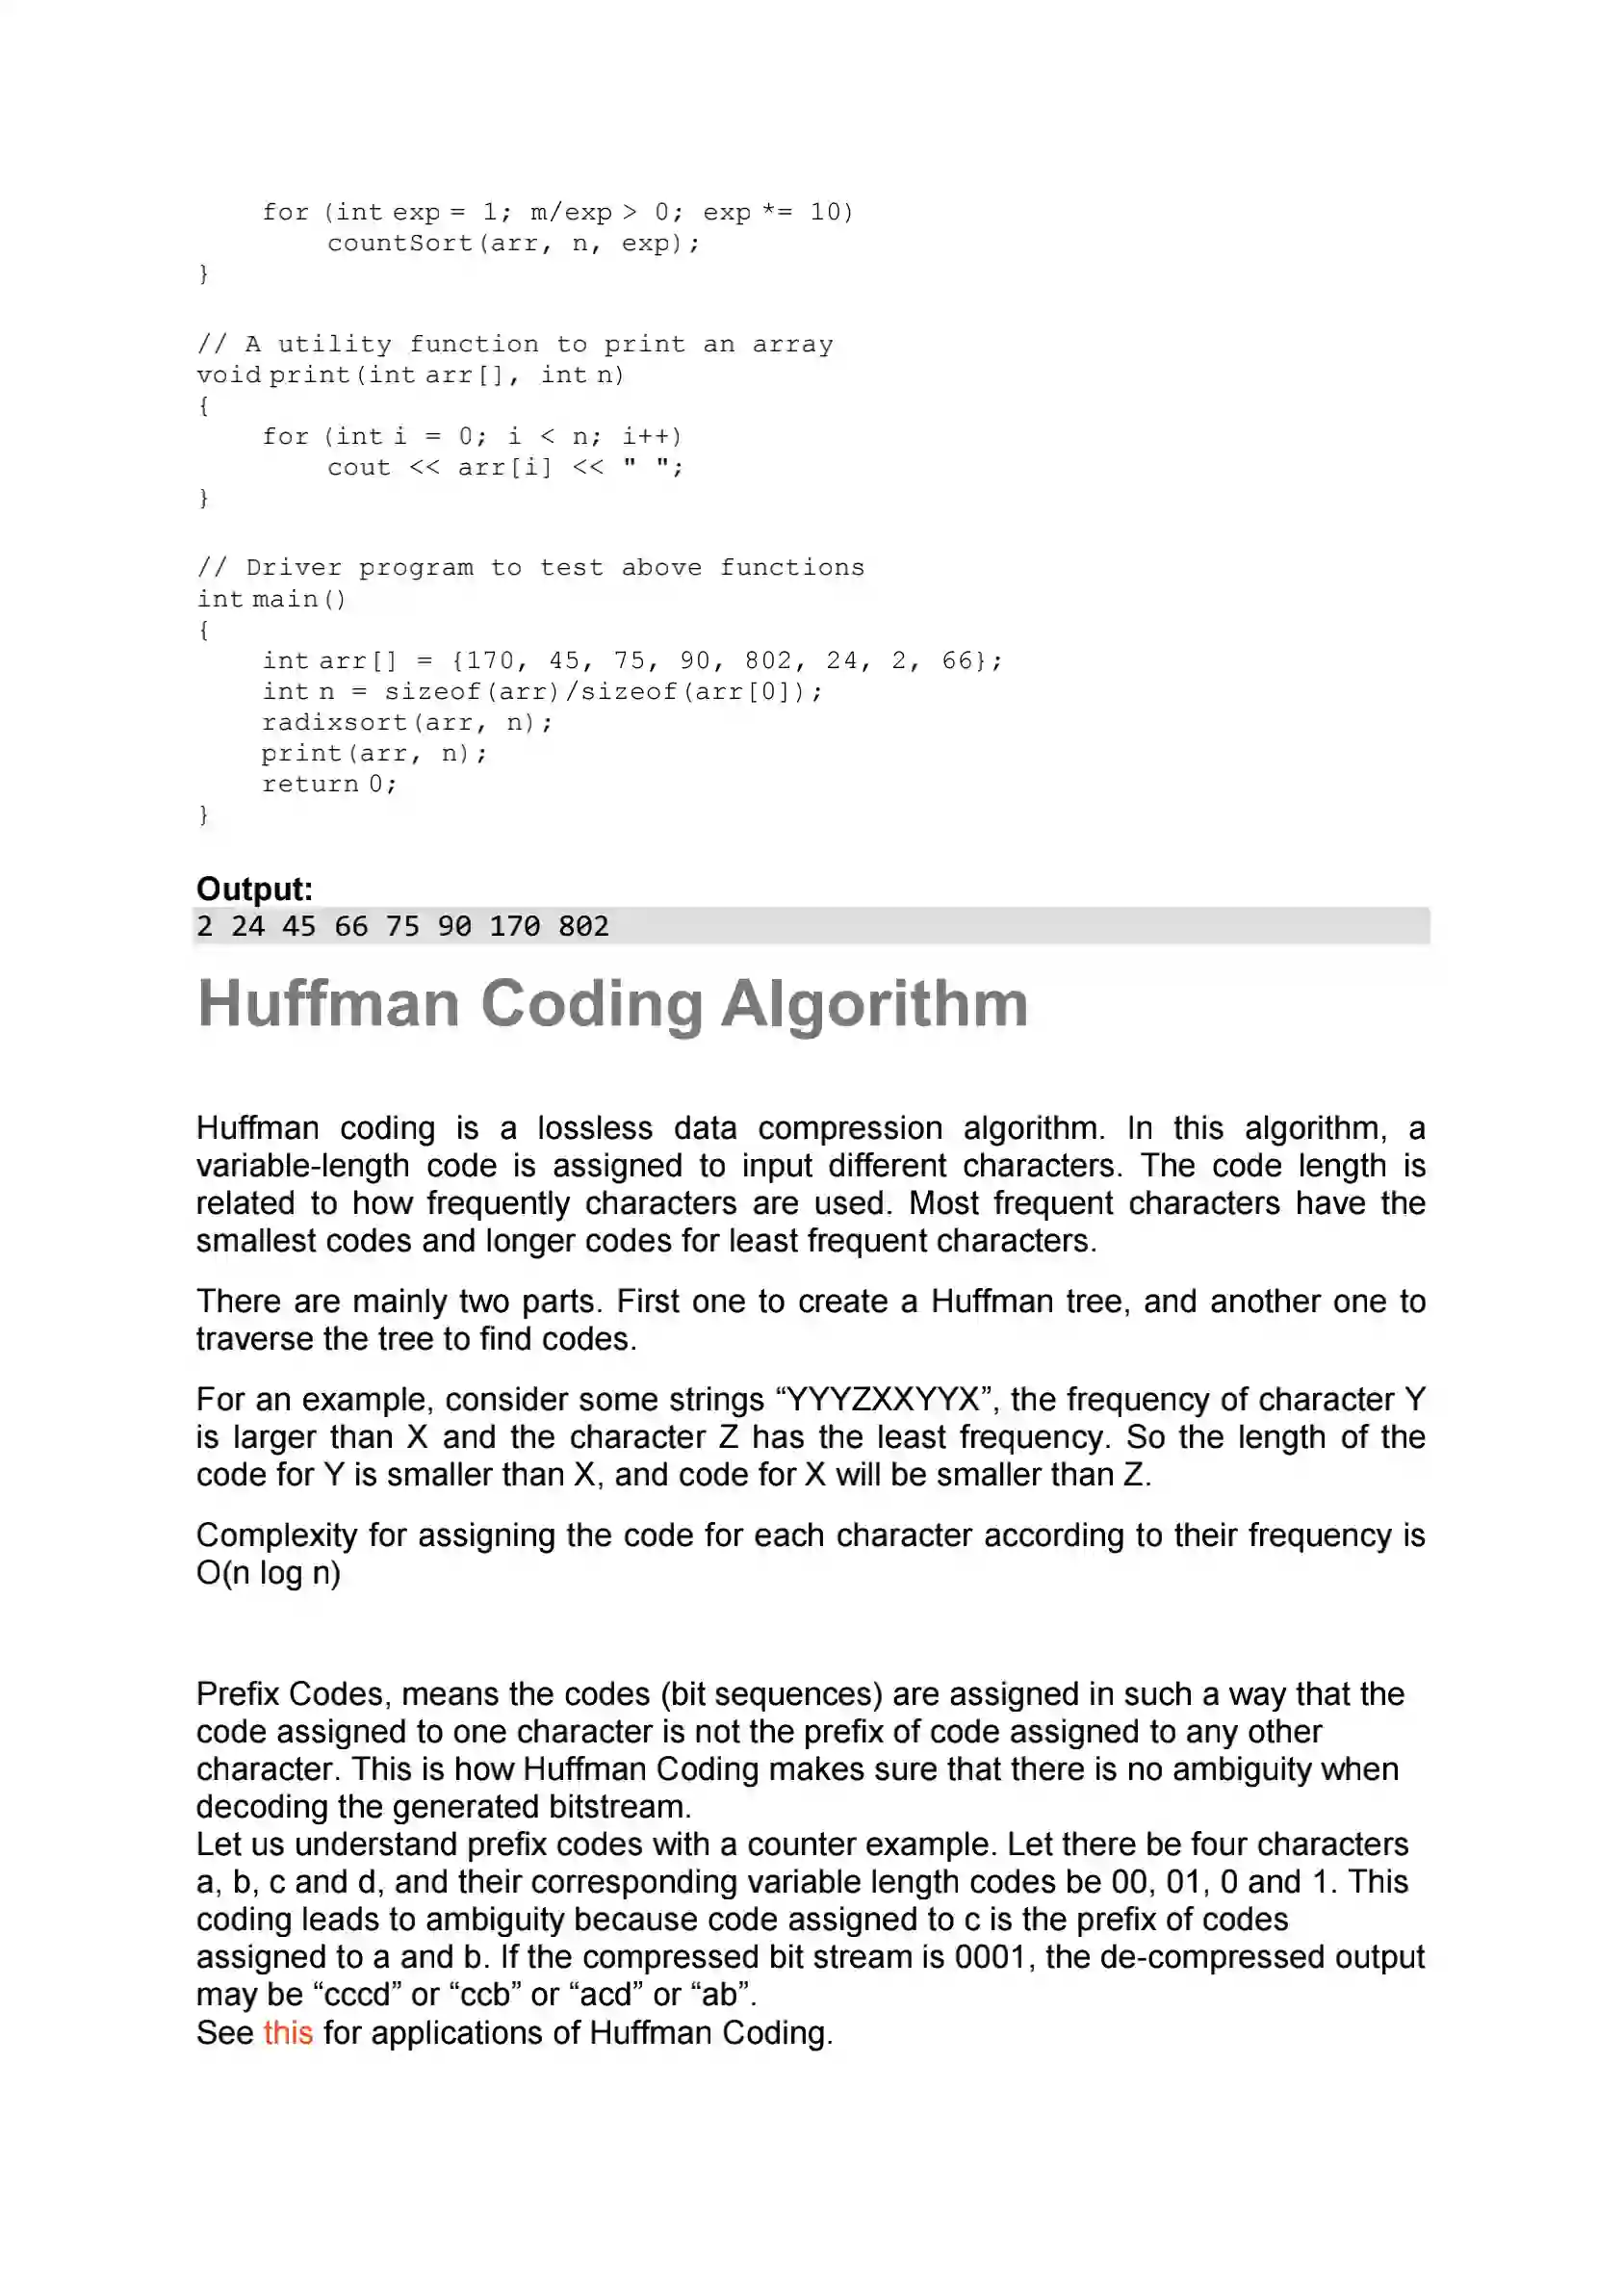 for (int exp = 1; m/exp > 0; exp *= 10)
countSort(arr, n, exp);
}
// A utility function to print an array
void print(int arr[], int n)
{
for (int i = 0; i < n; i++)
cout << arr[i] << " ";
}
// Driver program to test above functions
int main()
{
int arr[] = {170, 45, 75, 90, 802, 24, 2, 66};
int n = sizeof(arr)/sizeof(arr[0]);
radixsort(arr, n);
print(arr, n);
return 0;
}
Output:
2 24 45 66 75 90 170 802
Huffman Coding Algorithm
Huffman coding is a lossless data compression algorithm. In this algorithm, a
variable-length code is assigned to input different characters. The code length is
related to how frequently characters are used. Most frequent characters have the
smallest codes and longer codes for least frequent characters.
There are mainly two parts. First one to create a Huffman tree, and another one to
traverse the tree to find codes.
For an example, consider some strings “YYYZXXYYX”, the frequency of character Y
is larger than X and the character Z has the least frequency. So the length of the
code for Y is smaller than X, and code for X will be smaller than Z.
Complexity for assigning the code for each character according to their frequency is
O(n log n)
Prefix Codes, means the codes (bit sequences) are assigned in such a way that the
code assigned to one character is not the prefix of code assigned to any other
character. This is how Huffman Coding makes sure that there is no ambiguity when
decoding the generated bitstream.
Let us understand prefix codes with a counter example. Let there be four characters
a, b, c and d, and their corresponding variable length codes be 00, 01, 0 and 1. This
coding leads to ambiguity because code assigned to c is the prefix of codes
assigned to a and b. If the compressed bit stream is 0001, the de-compressed output
may be “cccd” or “ccb” or “acd” or “ab”.
See this for applications of Huffman Coding.